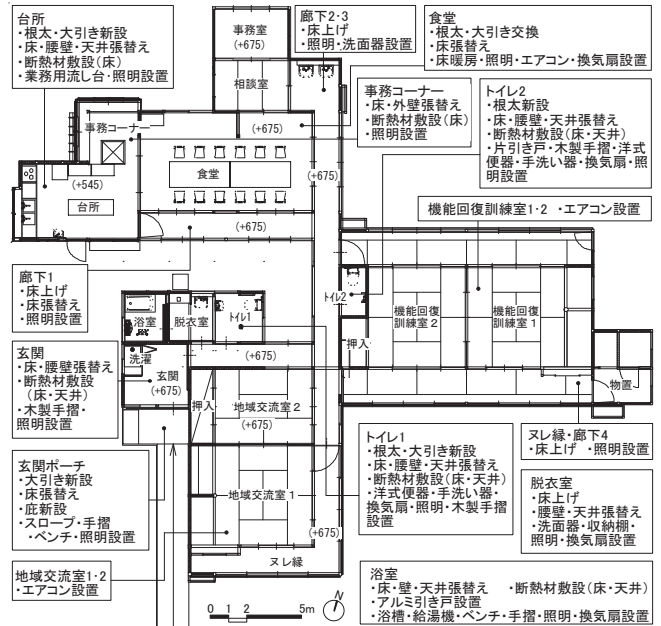 台所
・根太・大引き新設
・床・腰壁・天井張替え
・断熱材敷設(床)
・業務用流し台・照明設置
事務室
(+675)
相談室
廊下2・3
・床上げ
・照明・洗面器設置
食堂
・根太・大引き交換
・床張替え
・床暖房・照明・エアコン・換気扇設置
事務コーナー
・床・外壁張替え
・断熱材敷設(床)
・照明設置
トイレ2
・根太新設
・床・腰壁・天井張替え
・断熱材敷設(床・天井)
・片引き戸・木製手摺・洋式
便器・手洗い器・換気扇・照
明設置
事務コーナー
(+675)
(+545)
台所
食堂
(+675)
(+675)
機能回復訓練室1・2 ・エアコン設置
廊下1
・床上げ
・床張替え
・照明設置
浴室
脱衣室
トイレ1
トイレ2
機能回復
訓練室2
機能回復
訓練室1
押入
洗濯
玄関
(+675)
(+675)
玄関
・床・腰壁張替え
・断熱材敷設
(床・天井)
・木製手摺・
照明設置
押入
地域交流室2
(+675)
物置
玄関ポーチ
・大引き新設
・床張替え
・庇新設
・スロープ・手摺
・ベンチ・照明設置
地域交流室1
(+675)
トイレ1
・根太・大引き新設
・床・腰壁・天井張替え
・断熱材敷設(床・天井)
・洋式便器・手洗い器・
換気扇・照明・木製手摺
設置
ヌレ縁・廊下4
・床上げ ・照明設置
脱衣室
・床上げ
・腰壁・天井張替え
・洗面器・収納棚・
照明・換気扇設置
地域交流室1・2
・エアコン設置
ヌレ縁
0 1 2 5m
N
浴室
・床・壁・天井張替え ・断熱材敷設(床・天井)
・アルミ引き戸設置
・浴槽・給湯機・ベンチ・手摺・照明・換気扇設置